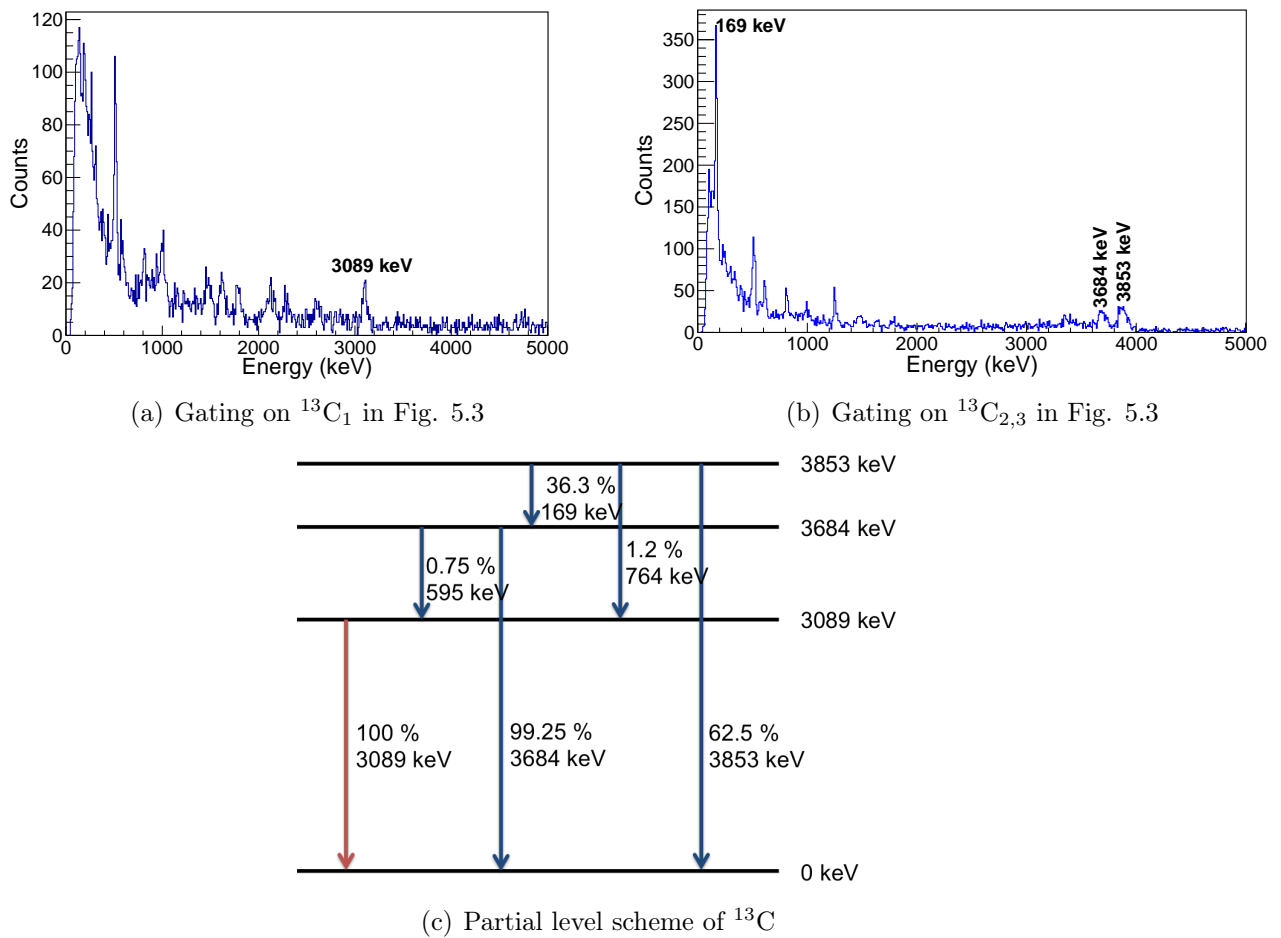 120
100
80
60
40
20
0
Counts
3089 keV
0 1000 2000 3000 4000 5000
Energy (keV)
(a) Gating on ¹³C₁ in Fig. 5.3
350
300
250
200
150
100
50
0
Counts
169 keV
3684 keV
3853 keV
0 1000 2000 3000 4000 5000
Energy (keV)
(b) Gating on ¹³C₂,₃ in Fig. 5.3
3853 keV
36.3 %
169 keV
3684 keV
0.75 %
595 keV
1.2 %
764 keV
3089 keV
100 %
3089 keV
99.25 %
3684 keV
62.5 %
3853 keV
0 keV
(c) Partial level scheme of ¹³C